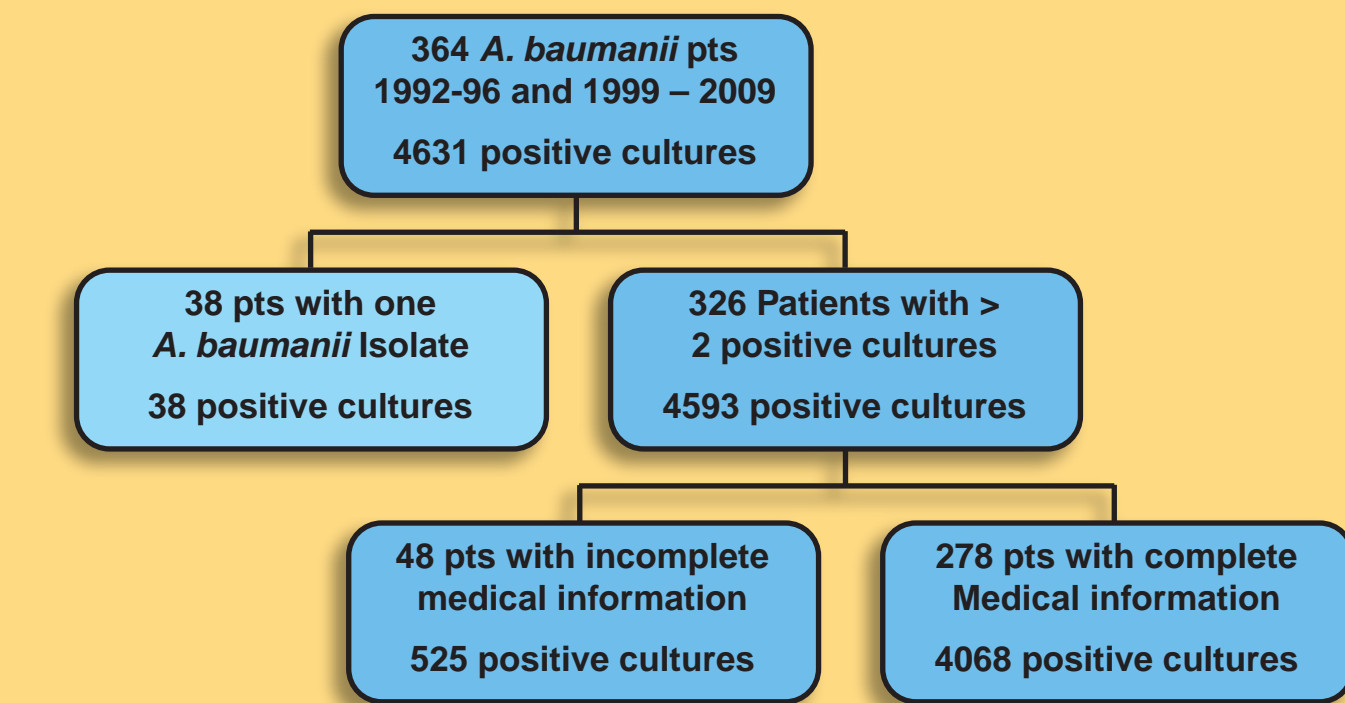 364 A. baumanii pts
1992-96 and 1999 – 2009
4631 positive cultures
38 pts with one
A. baumanii Isolate
38 positive cultures
326 Patients with >
2 positive cultures
4593 positive cultures
48 pts with incomplete
medical information
525 positive cultures
278 pts with complete
Medical information
4068 positive cultures